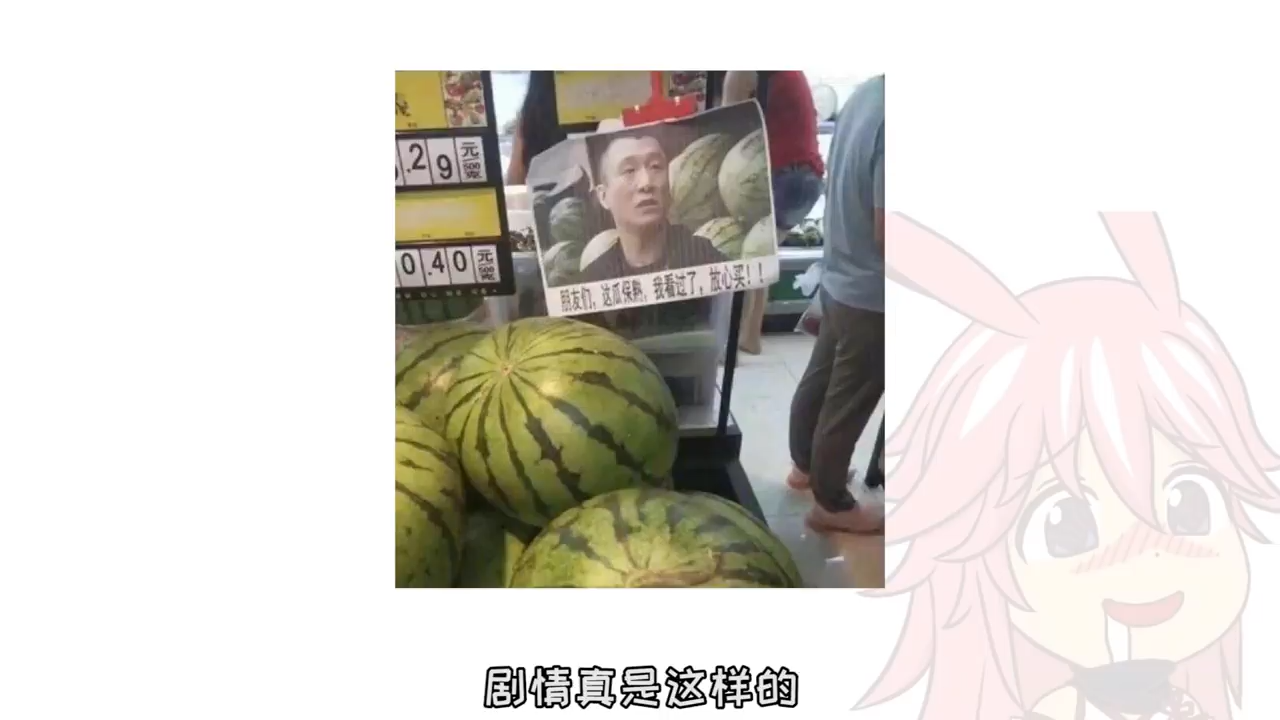 .29
元/500克
0.40
元/500克
朋友们，这瓜保熟，我看过了，放心买！！
剧情真是这样的